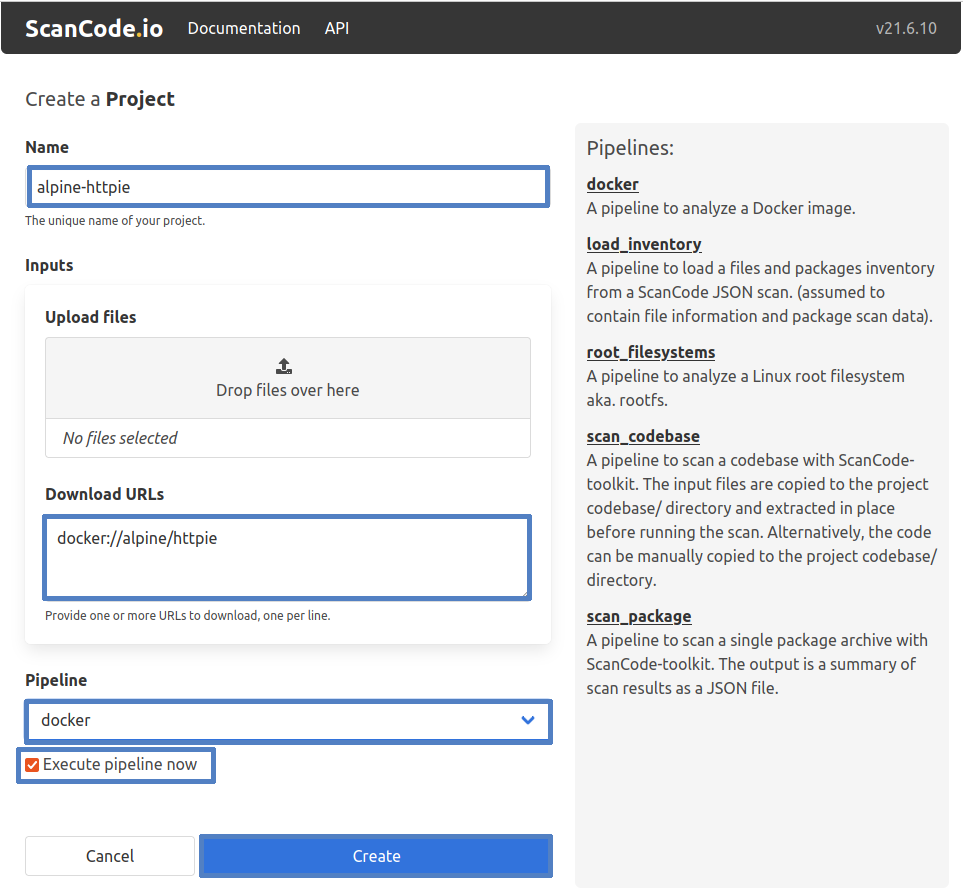 ScanCode.io Documentation API v21.6.10
Create a Project
Name
alpine-httpie
The unique name of your project.
Inputs
Upload files
Drop files over here
No files selected
Download URLs
docker://alpine/httpie
Provide one or more URLs to download, one per line.
Pipeline
docker
Execute pipeline now
Cancel
Create
Pipelines:
docker
A pipeline to analyze a Docker image.
load_inventory
A pipeline to load a files and packages inventory
from a ScanCode JSON scan. (assumed to
contain file information and package scan data).
root_filesystems
A pipeline to analyze a Linux root filesystem
aka. rootfs.
scan_codebase
A pipeline to scan a codebase with ScanCode-
toolkit. The input files are copied to the project
codebase/ directory and extracted in place
before running the scan. Alternatively, the code
can be manually copied to the project codebase/
directory.
scan_package
A pipeline to scan a single package archive with
ScanCode-toolkit. The output is a summary of
scan results as a JSON file.